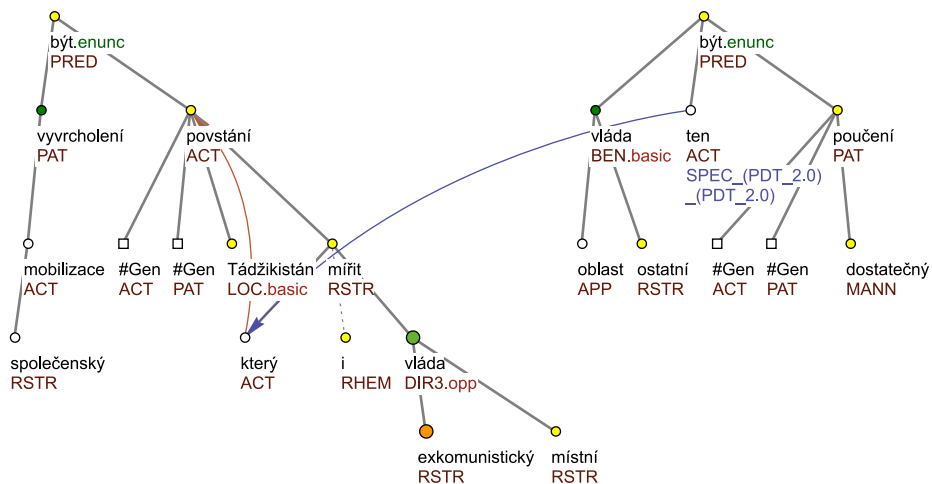 být.enunc
PRED
být.enunc
PRED
vyvrcholení
PAT
povstání
ACT
vláda
BEN.basic
ten
ACT
SPEC_(PDT_2.0)
_(PDT_2.0)
poučení
PAT
mobilizace
ACT
#Gen
ACT
#Gen
PAT
Tádžikistán
LOC.basic
mířit
RSTR
oblast
APP
ostatní
RSTR
#Gen
ACT
#Gen
PAT
dostatečný
MANN
společenský
RSTR
který
ACT
i
RHEM
vláda
DIR3.opp
exkomunistický
RSTR
místní
RSTR